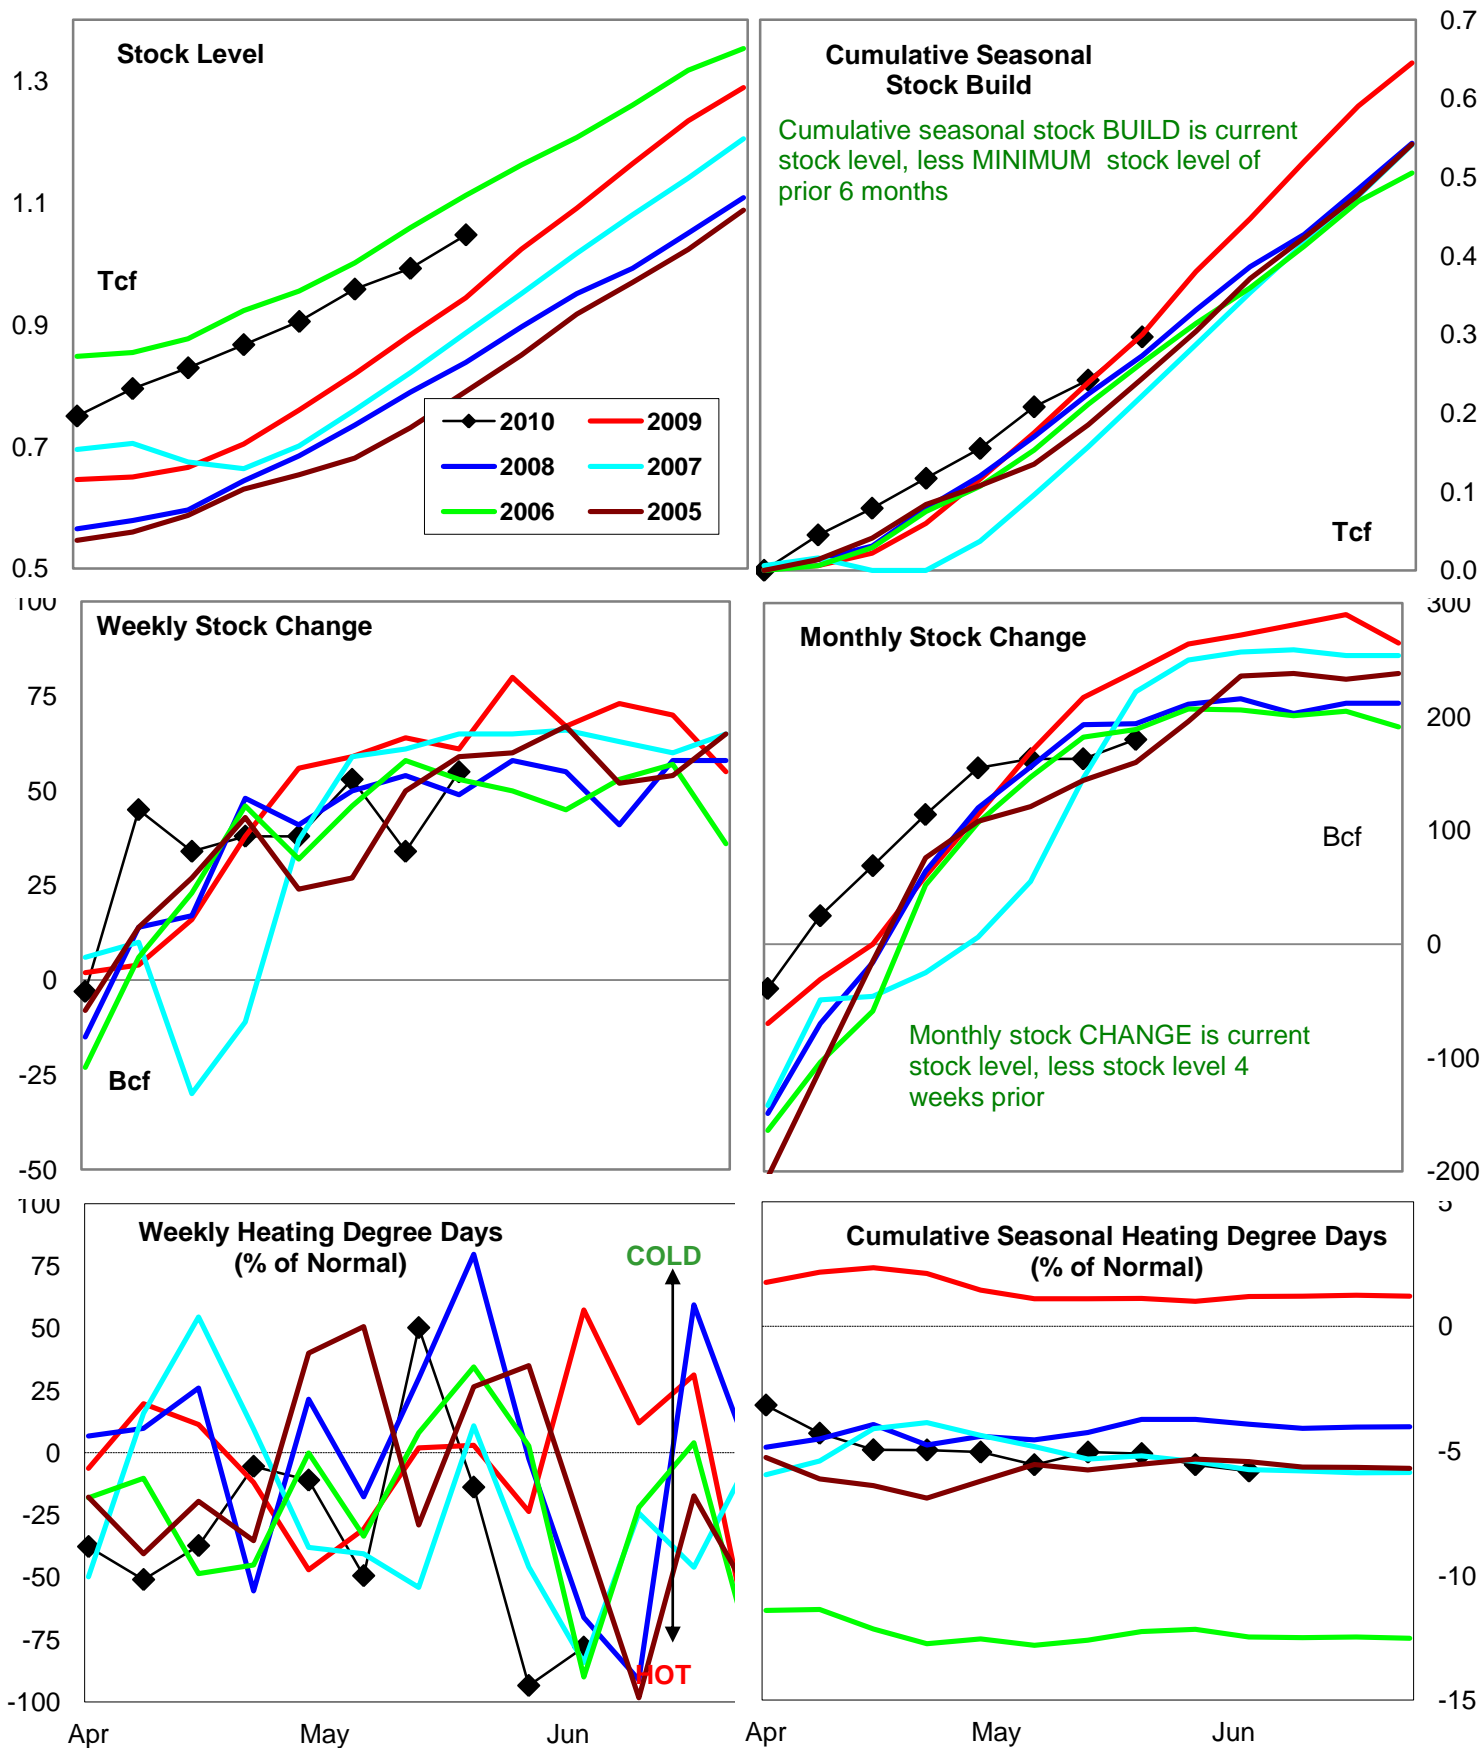 Stock Level
1.3
1.1
Tcf
0.9
0.7
0.5
2010
2009
2008
2007
2006
2005
Cumulative Seasonal
Stock Build
Cumulative seasonal stock BUILD is current
stock level, less MINIMUM stock level of
prior 6 months
0.7
0.6
0.5
0.4
0.3
0.2
0.1
Tcf
0.0
100
Weekly Stock Change
75
50
25
0
-25
Bcf
-50
300
Monthly Stock Change
200
100
Bcf
0
Monthly stock CHANGE is current
stock level, less stock level 4
weeks prior
-100
-200
100
Weekly Heating Degree Days
(% of Normal)
COLD
75
50
25
0
-25
-50
-75
HOT
-100
Apr
May
Jun
5
Cumulative Seasonal Heating Degree Days
(% of Normal)
0
-5
-10
-15
Apr
May
Jun